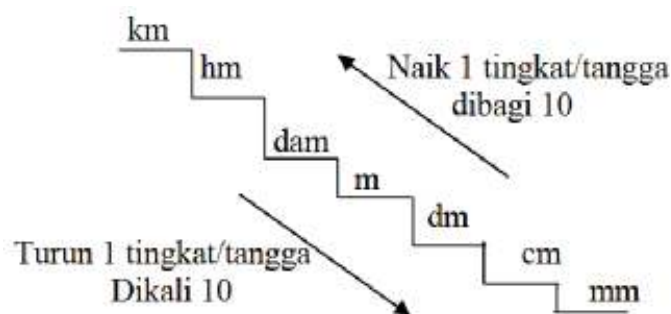 km
hm
Naik 1 tingkat/tangga
dibagi 10
dam
m
dm
Turun 1 tingkat/tangga
Dikali 10
cm
mm